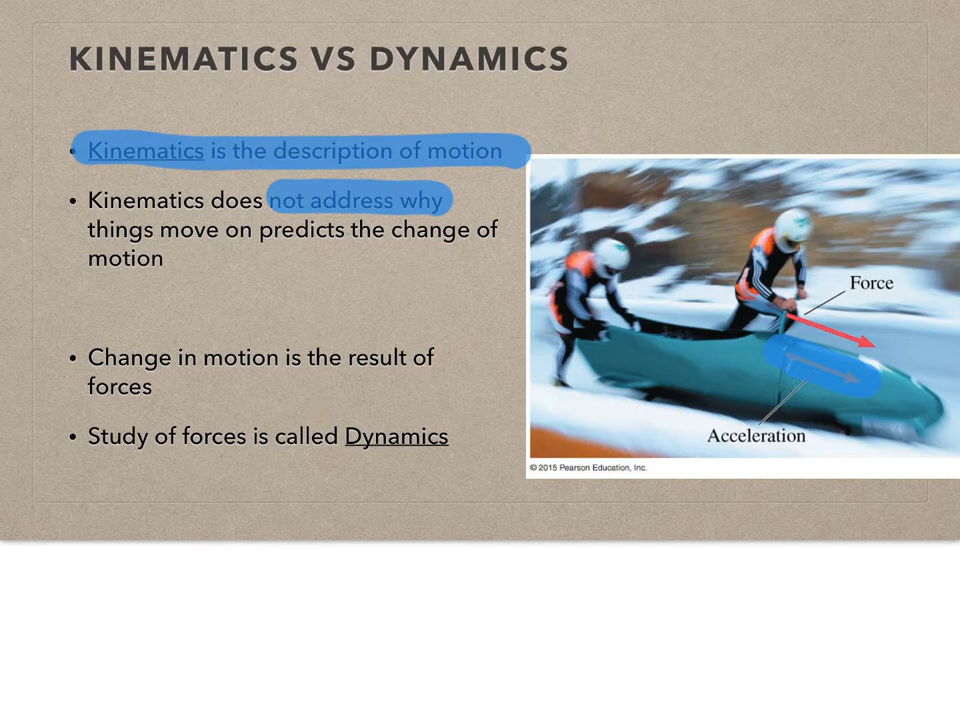 KINEMATICS VS DYNAMICS
• Kinematics is the description of motion
• Kinematics does not address why
things move on predicts the change of
motion
• Change in motion is the result of
forces
• Study of forces is called Dynamics
Force
Acceleration
© 2015 Pearson Education, Inc.